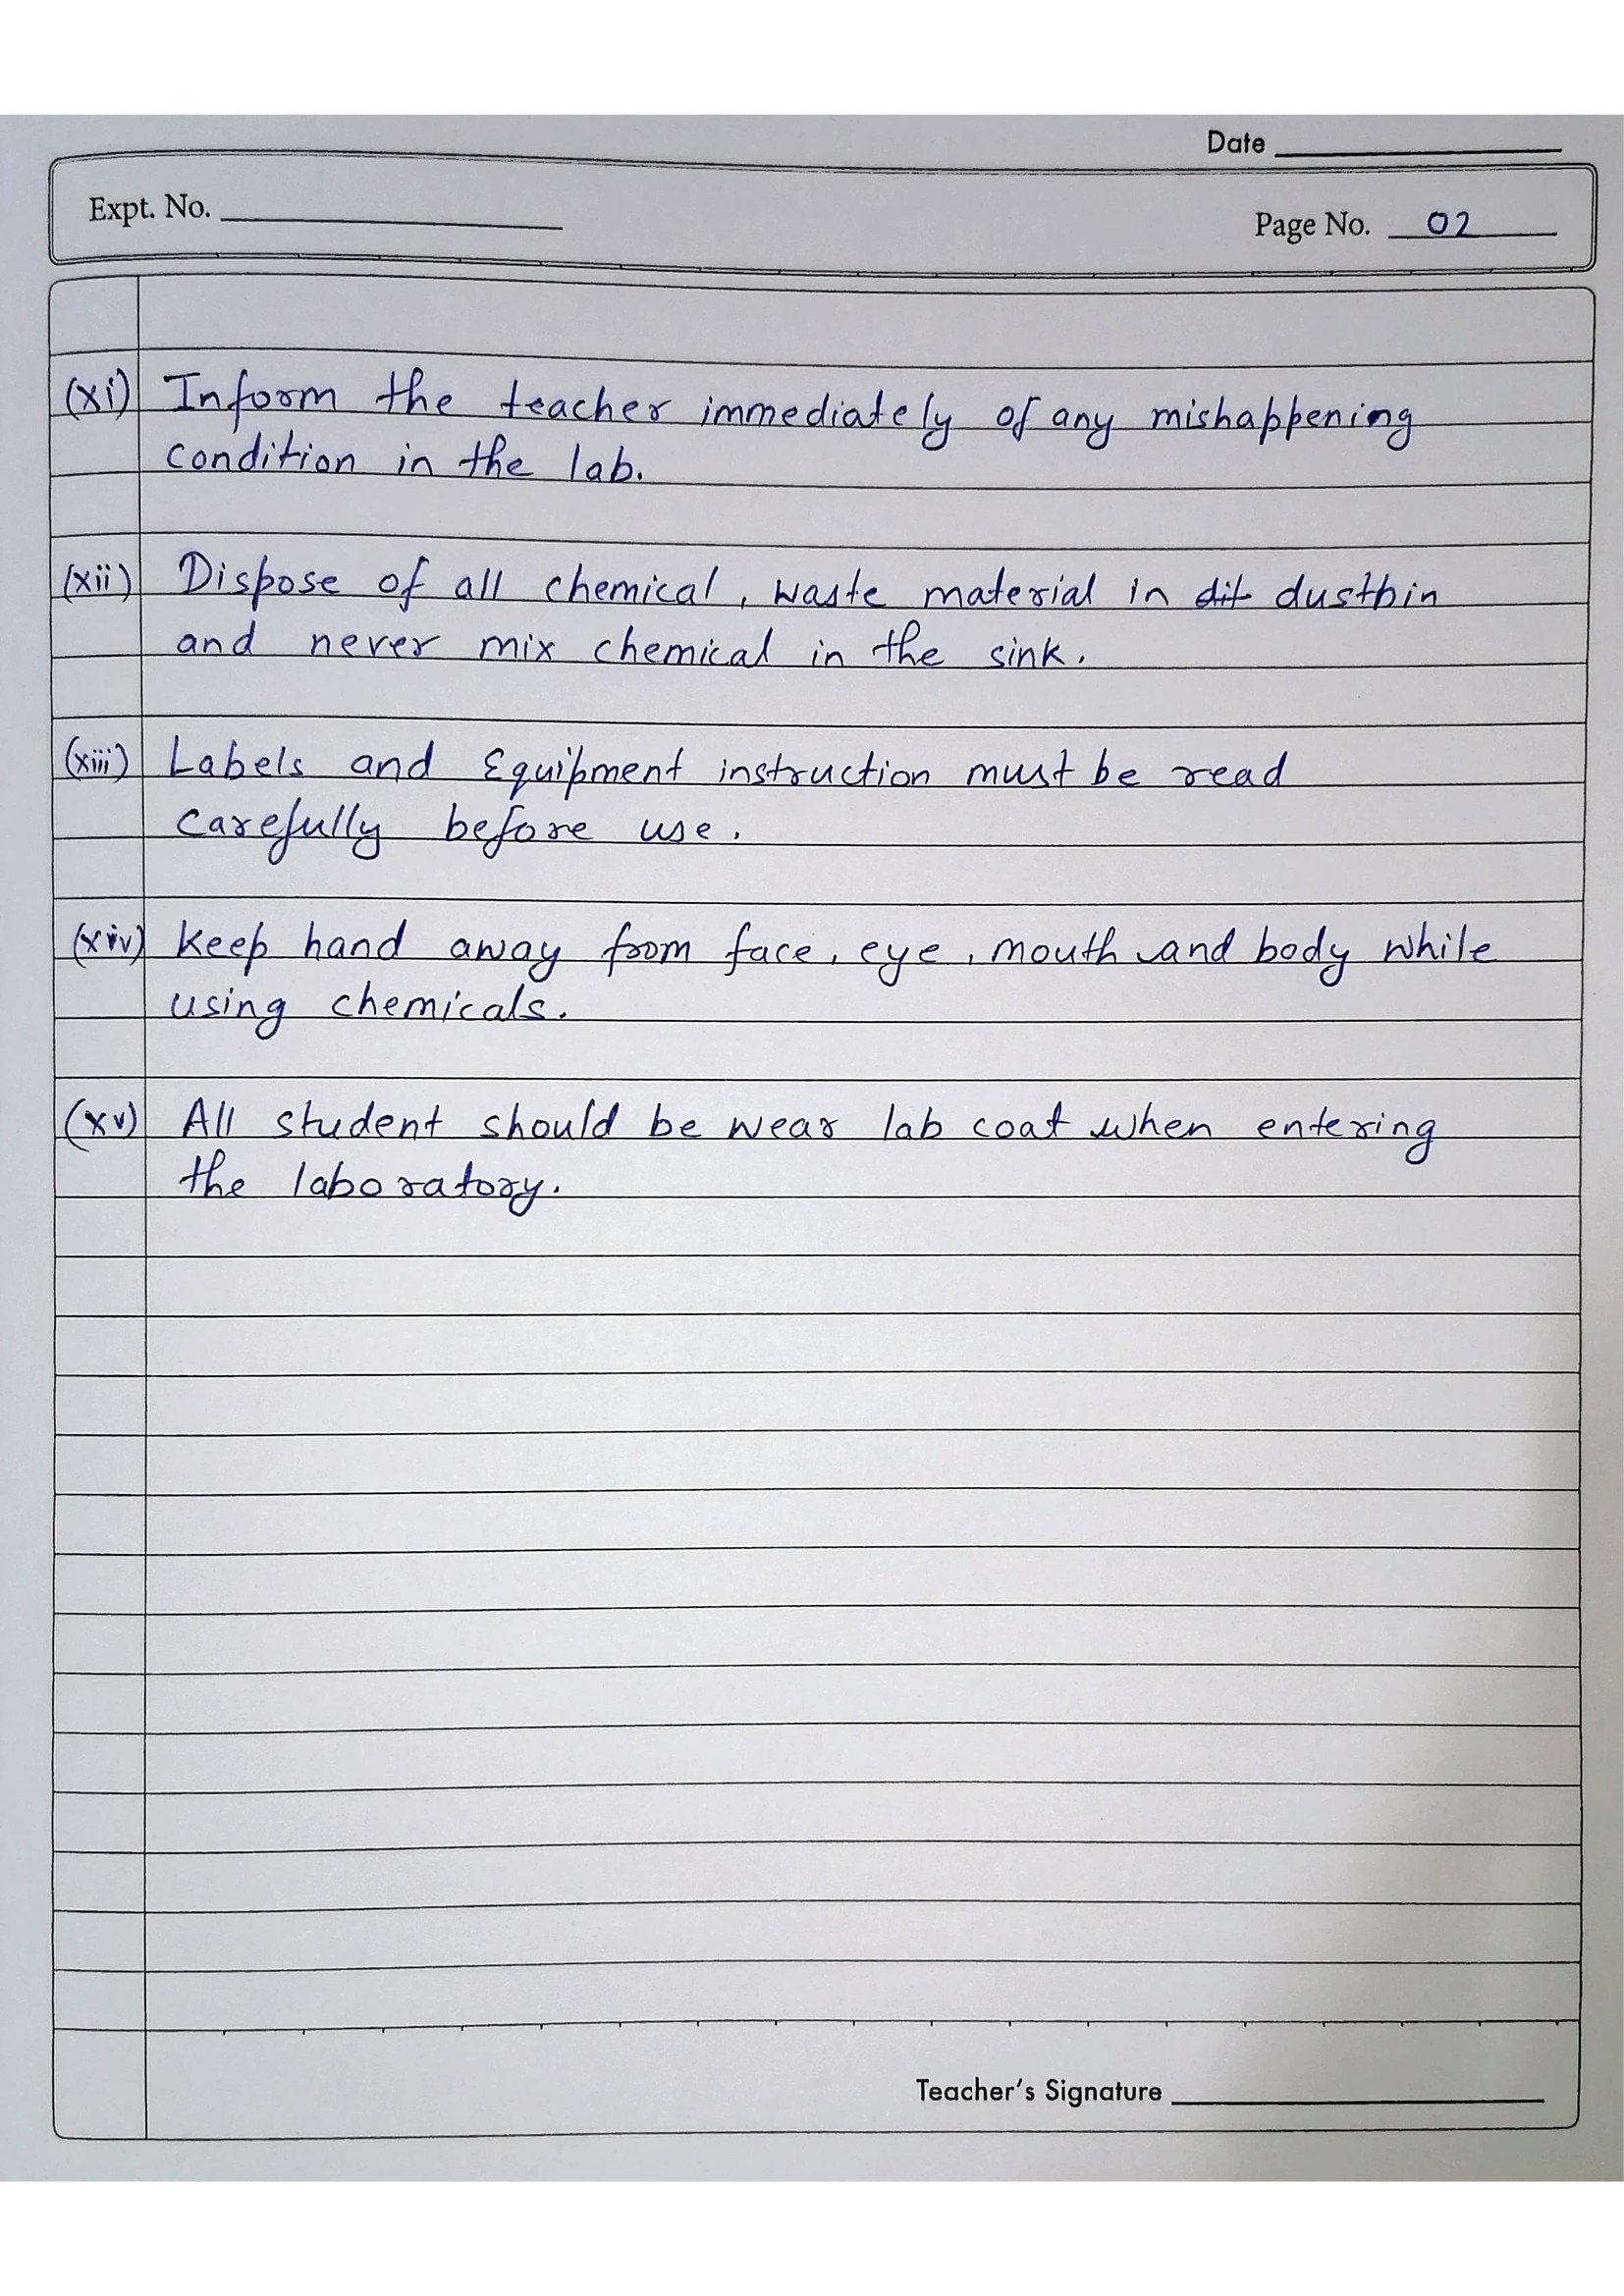 Date
Expt. No.
Page No. 02
(xi) Inform the teacher immediately of any mishappening
condition in the lab.
(xii) Dispose of all chemical, waste material in dit dustbin
and never mix chemical in the sink.
(xiii) Labels and Equipment instruction must be read
carefully before use.
(xiv) Keep hand away from face, eye, mouth and body while
using chemicals.
(xv) All student should be wear lab coat when entering
the laboratory.
Teacher's Signature